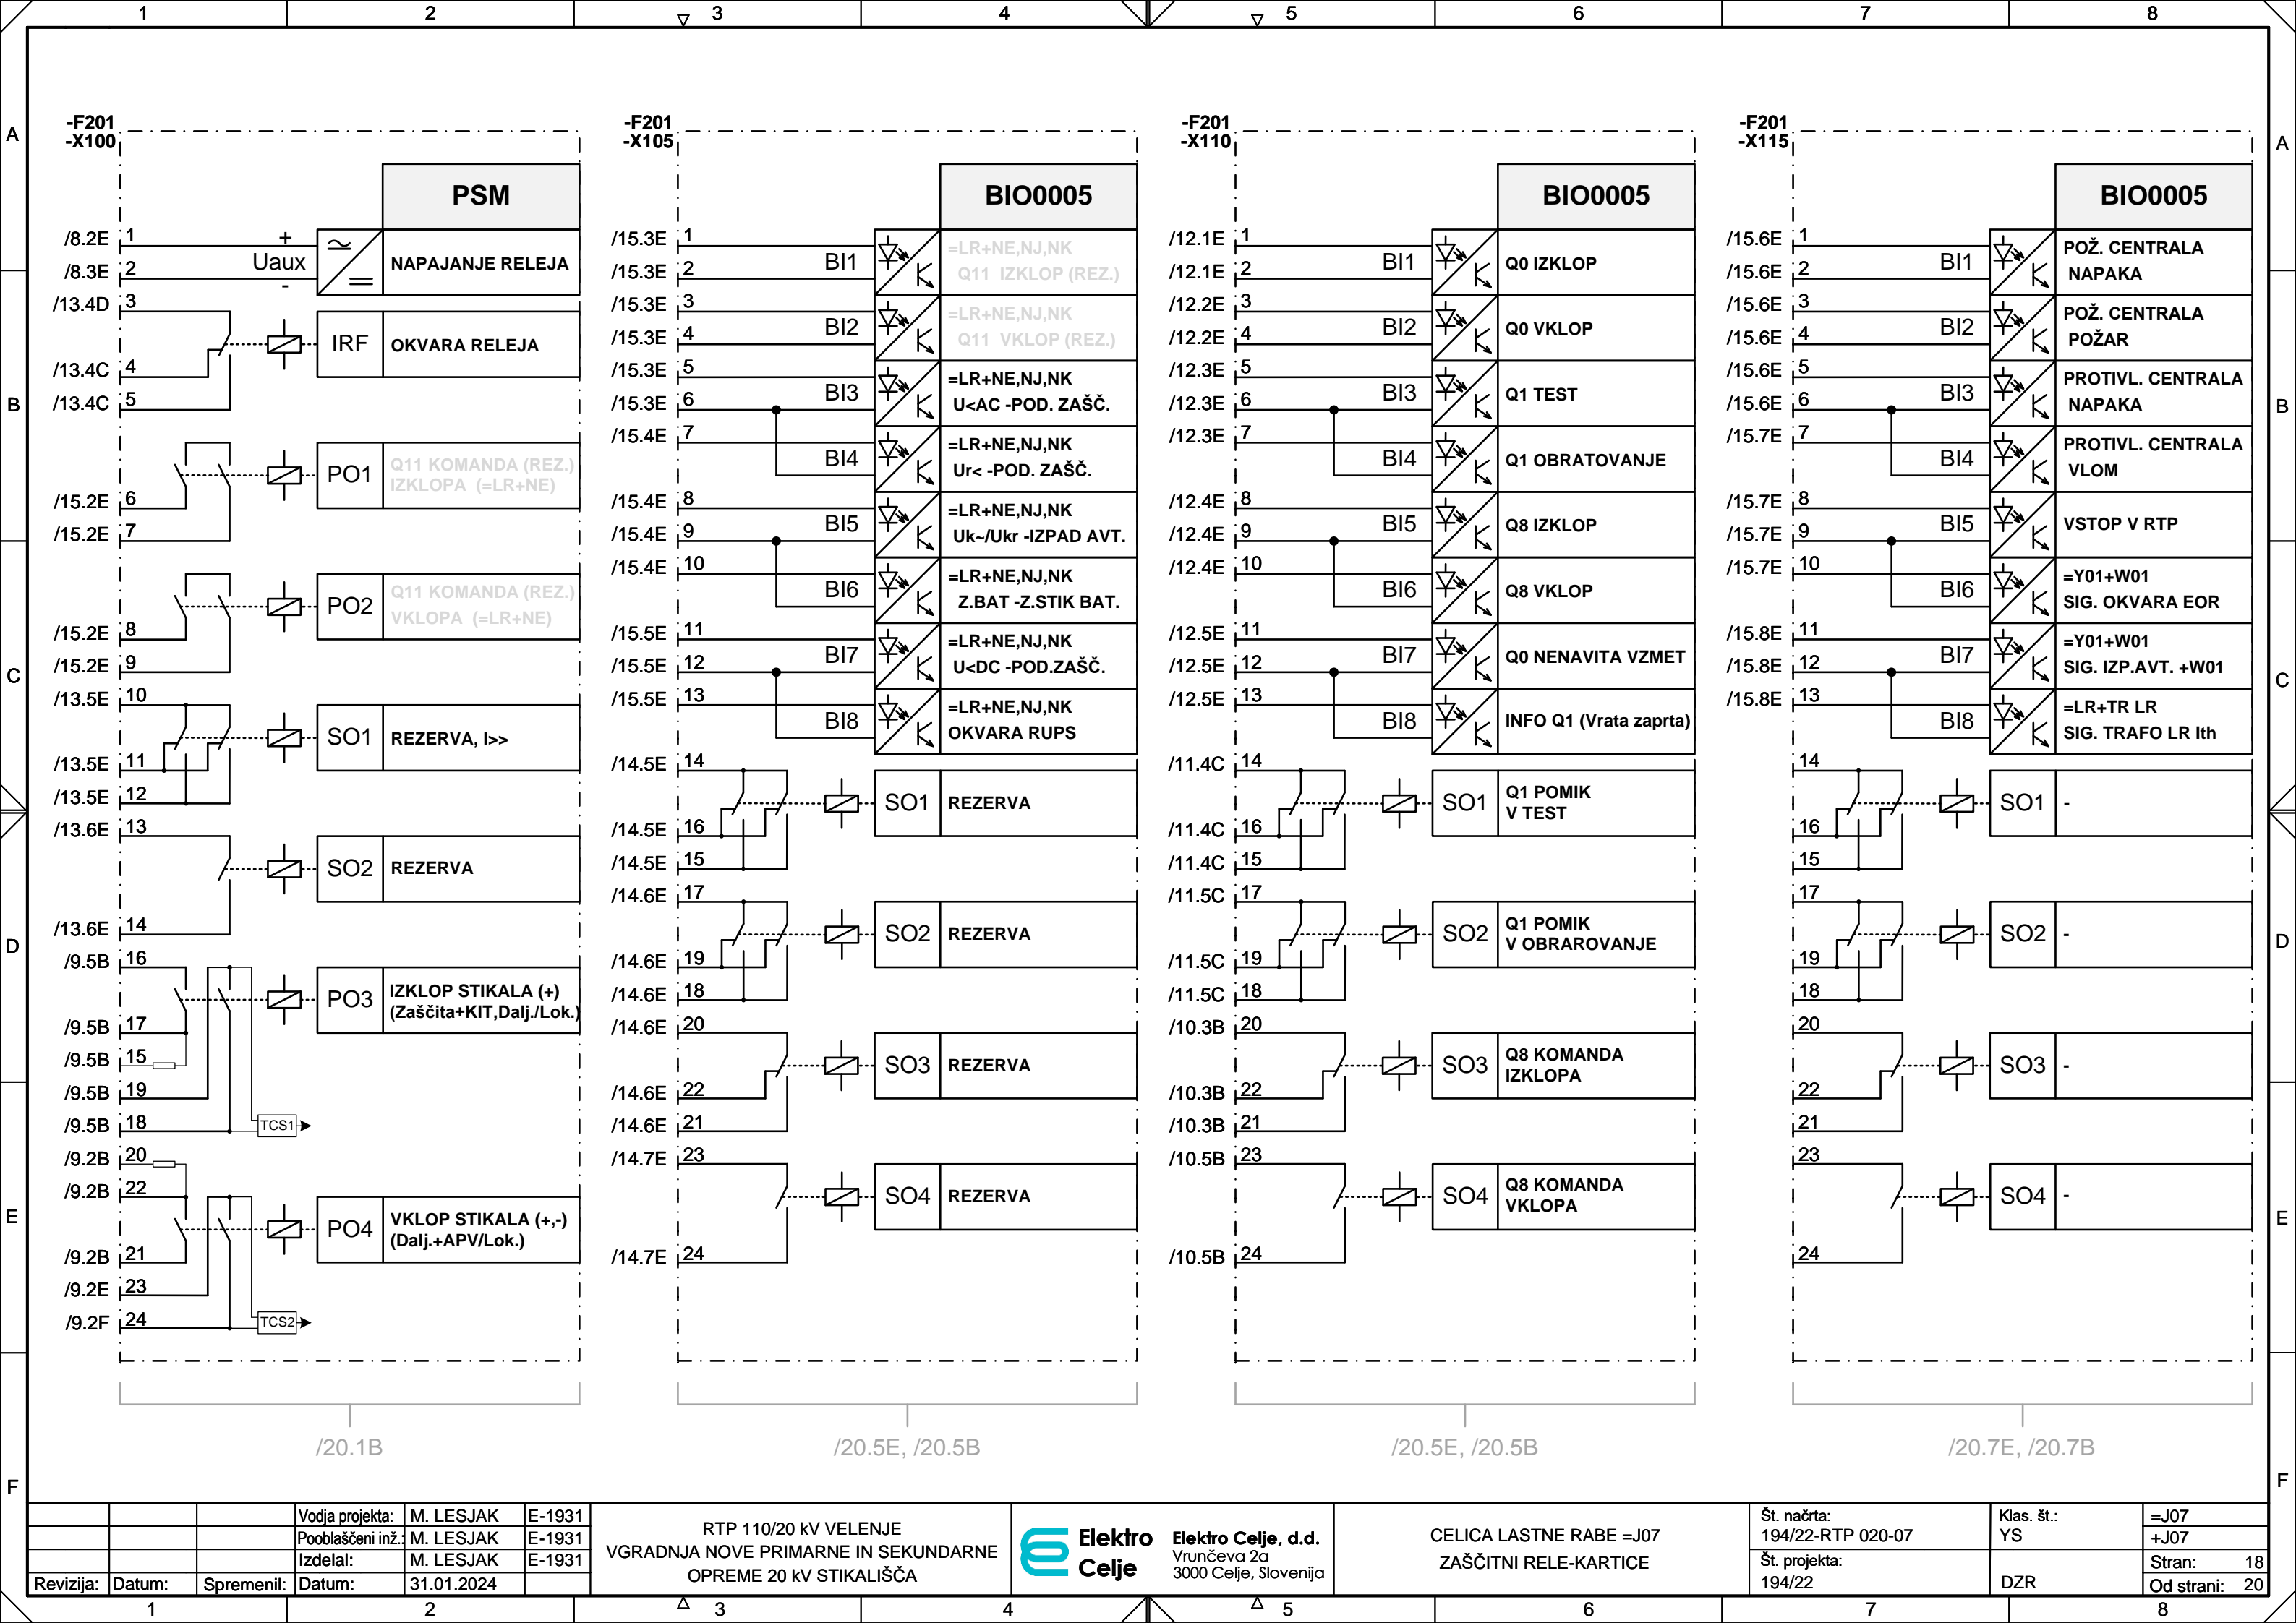 1 2 3 4 5 6 7 8
A
B
C
D
E
F
A
B
C
D
E
F
-F201
-X100
PSM
/8.2E 1 +
Uaux
/8.3E 2 -
NAPAJANJE RELEJA
/13.4D 3
IRF OKVARA RELEJA
/13.4C 4
/13.4C 5
PO1 Q11 KOMANDA (REZ.)
IZKLOPA (=LR+NE)
/15.2E 6
/15.2E 7
PO2 Q11 KOMANDA (REZ.)
VKLOPA (=LR+NE)
/15.2E 8
/15.2E 9
/13.5E 10
SO1 REZERVA, I>>
/13.5E 11
/13.5E 12
/13.6E 13
SO2 REZERVA
/13.6E 14
/9.5B 16
PO3 IZKLOP STIKALA (+)
(Zaščita+KIT,Dalj./Lok.)
/9.5B 17
/9.5B 15
/9.5B 19
/9.5B 18
TCS1
/9.2B 20
/9.2B 22
PO4 VKLOP STIKALA (+,-)
(Dalj.+APV/Lok.)
/9.2B 21
/9.2E 23
/9.2F 24
TCS2
/20.1B
-F201
-X105
BIO0005
/15.3E 1
/15.3E 2
BI1 =LR+NE,NJ,NK
Q11 IZKLOP (REZ.)
/15.3E 3
/15.3E 4
BI2 =LR+NE,NJ,NK
Q11 VKLOP (REZ.)
/15.3E 5
/15.3E 6
BI3 =LR+NE,NJ,NK
U<AC -POD. ZAŠČ.
/15.4E 7
BI4 =LR+NE,NJ,NK
Ur< -POD. ZAŠČ.
/15.4E 8
/15.4E 9
BI5 =LR+NE,NJ,NK
Uk~/Ukr -IZPAD AVT.
/15.4E 10
BI6 =LR+NE,NJ,NK
Z.BAT -Z.STIK BAT.
/15.5E 11
/15.5E 12
BI7 =LR+NE,NJ,NK
U<DC -POD.ZAŠČ.
/15.5E 13
BI8 =LR+NE,NJ,NK
OKVARA RUPS
/14.5E 14
SO1 REZERVA
/14.5E 16
/14.5E 15
/14.6E 17
SO2 REZERVA
/14.6E 19
/14.6E 18
/14.6E 20
SO3 REZERVA
/14.6E 22
/14.6E 21
/14.7E 23
SO4 REZERVA
/14.7E 24
/20.5E, /20.5B
-F201
-X110
BIO0005
/12.1E 1
/12.1E 2
BI1 Q0 IZKLOP
/12.2E 3
/12.2E 4
BI2 Q0 VKLOP
/12.3E 5
/12.3E 6
BI3 Q1 TEST
/12.3E 7
BI4 Q1 OBRATOVANJE
/12.4E 8
/12.4E 9
BI5 Q8 IZKLOP
/12.4E 10
BI6 Q8 VKLOP
/12.5E 11
/12.5E 12
BI7 Q0 NENAVITA VZMET
/12.5E 13
BI8 INFO Q1 (Vrata zaprta)
/11.4C 14
SO1 Q1 POMIK
V TEST
/11.4C 16
/11.4C 15
/11.5C 17
SO2 Q1 POMIK
V OBRAROVANJE
/11.5C 19
/11.5C 18
/10.3B 20
SO3 Q8 KOMANDA
IZKLOPA
/10.3B 22
/10.3B 21
/10.5B 23
SO4 Q8 KOMANDA
VKLOPA
/10.5B 24
/20.5E, /20.5B
-F201
-X115
BIO0005
/15.6E 1
/15.6E 2
BI1 POŽ. CENTRALA
NAPAKA
/15.6E 3
/15.6E 4
BI2 POŽ. CENTRALA
POŽAR
/15.6E 5
/15.6E 6
BI3 PROTIVL. CENTRALA
NAPAKA
/15.7E 7
BI4 PROTIVL. CENTRALA
VLOM
/15.7E 8
/15.7E 9
BI5 VSTOP V RTP
/15.7E 10
BI6 =Y01+W01
SIG. OKVARA EOR
/15.8E 11
/15.8E 12
BI7 =Y01+W01
SIG. IZP.AVT. +W01
/15.8E 13
BI8 =LR+TR LR
SIG. TRAFO LR Ith
14
SO1 -
16
15
17
SO2 -
19
18
20
SO3 -
22
21
23
SO4 -
24
/20.7E, /20.7B
Vodja projekta: M. LESJAK E-1931
Pooblaščeni inž.: M. LESJAK E-1931
Izdelal: M. LESJAK E-1931
Revizija: Datum: Spremenil: Datum: 31.01.2024
RTP 110/20 kV VELENJE
VGRADNJA NOVE PRIMARNE IN SEKUNDARNE
OPREME 20 kV STIKALIŠČA
Elektro
Celje
Elektro Celje, d.d.
Vrunčeva 2a
3000 Celje, Slovenija
CELICA LASTNE RABE =J07
ZAŠČITNI RELE-KARTICE
Št. načrta:
194/22-RTP 020-07
Št. projekta:
194/22
Klas. št.:
YS
DZR
=J07
+J07
Stran: 18
Od strani: 20
1 2 3 4 5 6 7 8